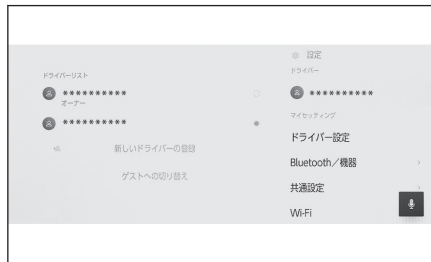 ドライバーリスト
**********
オーナー
**********
新しいドライバーの登録
ゲストへの切り替え
設定
ドライバー
**********
マイセッティング
ドライバー設定
Bluetooth／機器
共通設定
Wi-Fi